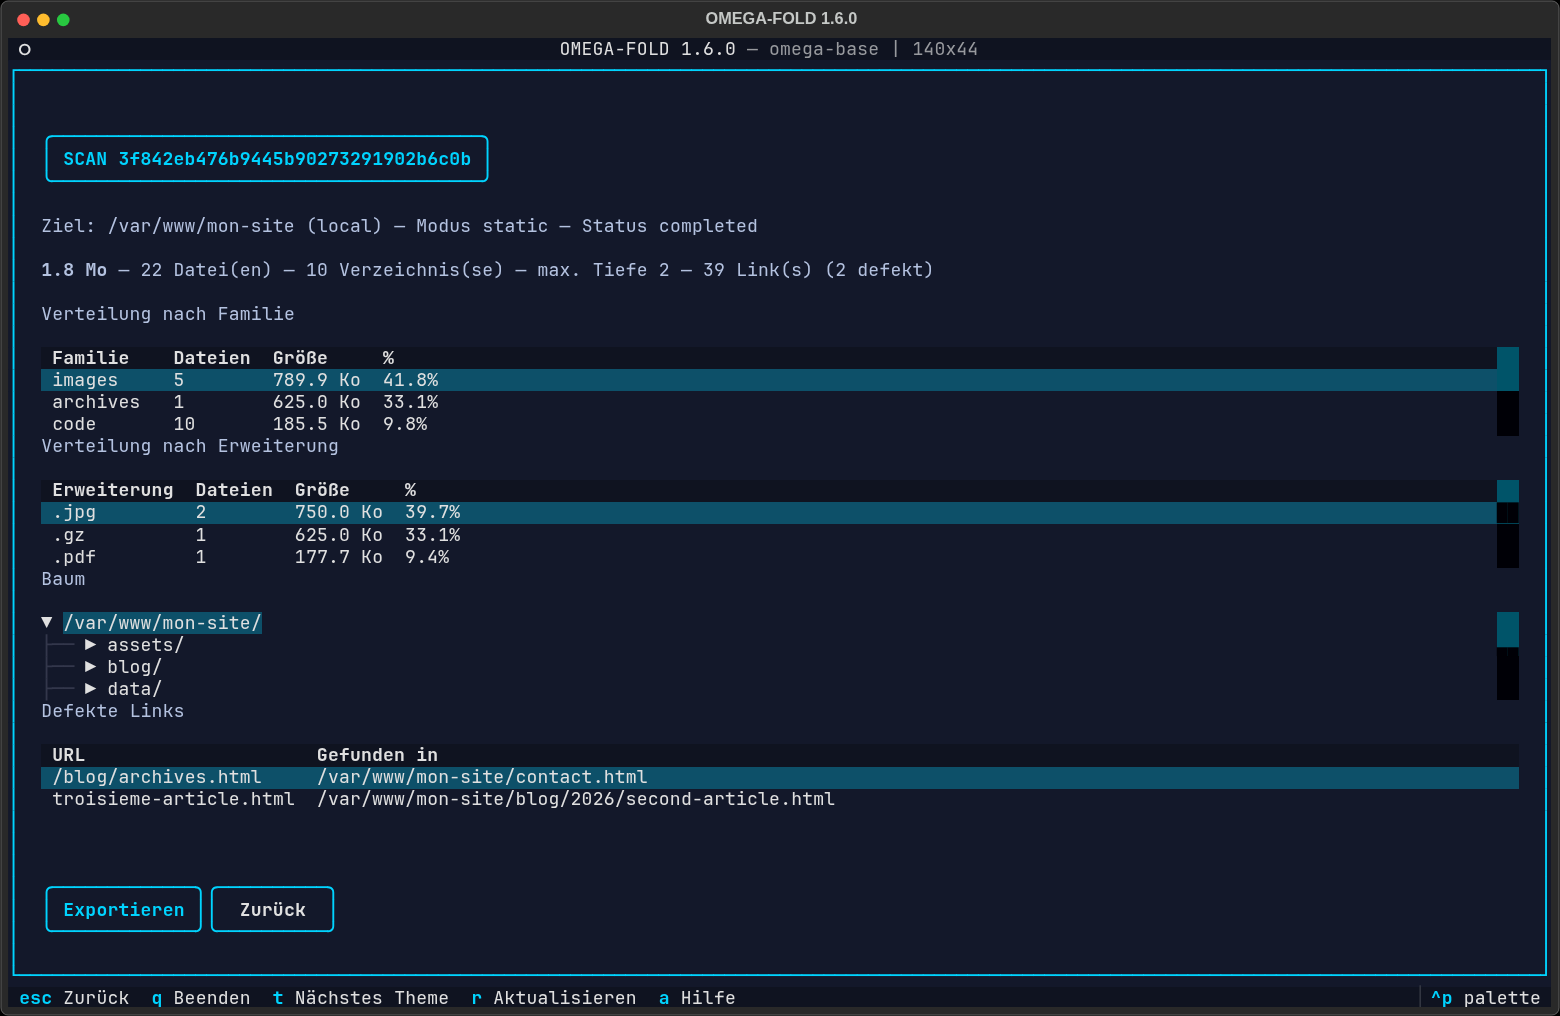 OMEGA-FOLD 1.6.0
OMEGA-FOLD 1.6.0 — omega-base | 140x44
SCAN 3f842eb476b9445b90273291902b6c0b
Ziel: /var/www/mon-site (local) — Modus static — Status completed
1.8 Mo — 22 Datei(en) — 10 Verzeichnis(se) — max. Tiefe 2 — 39 Link(s) (2 defekt)
Verteilung nach Familie
Familie Dateien Größe %
images 5 789.9 Ko 41.8%
archives 1 625.0 Ko 33.1%
code 10 185.5 Ko 9.8%
Verteilung nach Erweiterung
Erweiterung Dateien Größe %
.jpg 2 750.0 Ko 39.7%
.gz 1 625.0 Ko 33.1%
.pdf 1 177.7 Ko 9.4%
Baum
▼ /var/www/mon-site/
▶ assets/
▶ blog/
▶ data/
Defekte Links
URL Gefunden in
/blog/archives.html /var/www/mon-site/contact.html
troisieme-article.html /var/www/mon-site/blog/2026/second-article.html
Exportieren Zurück
esc Zurück q Beenden t Nächstes Theme r Aktualisieren a Hilfe ^p palette